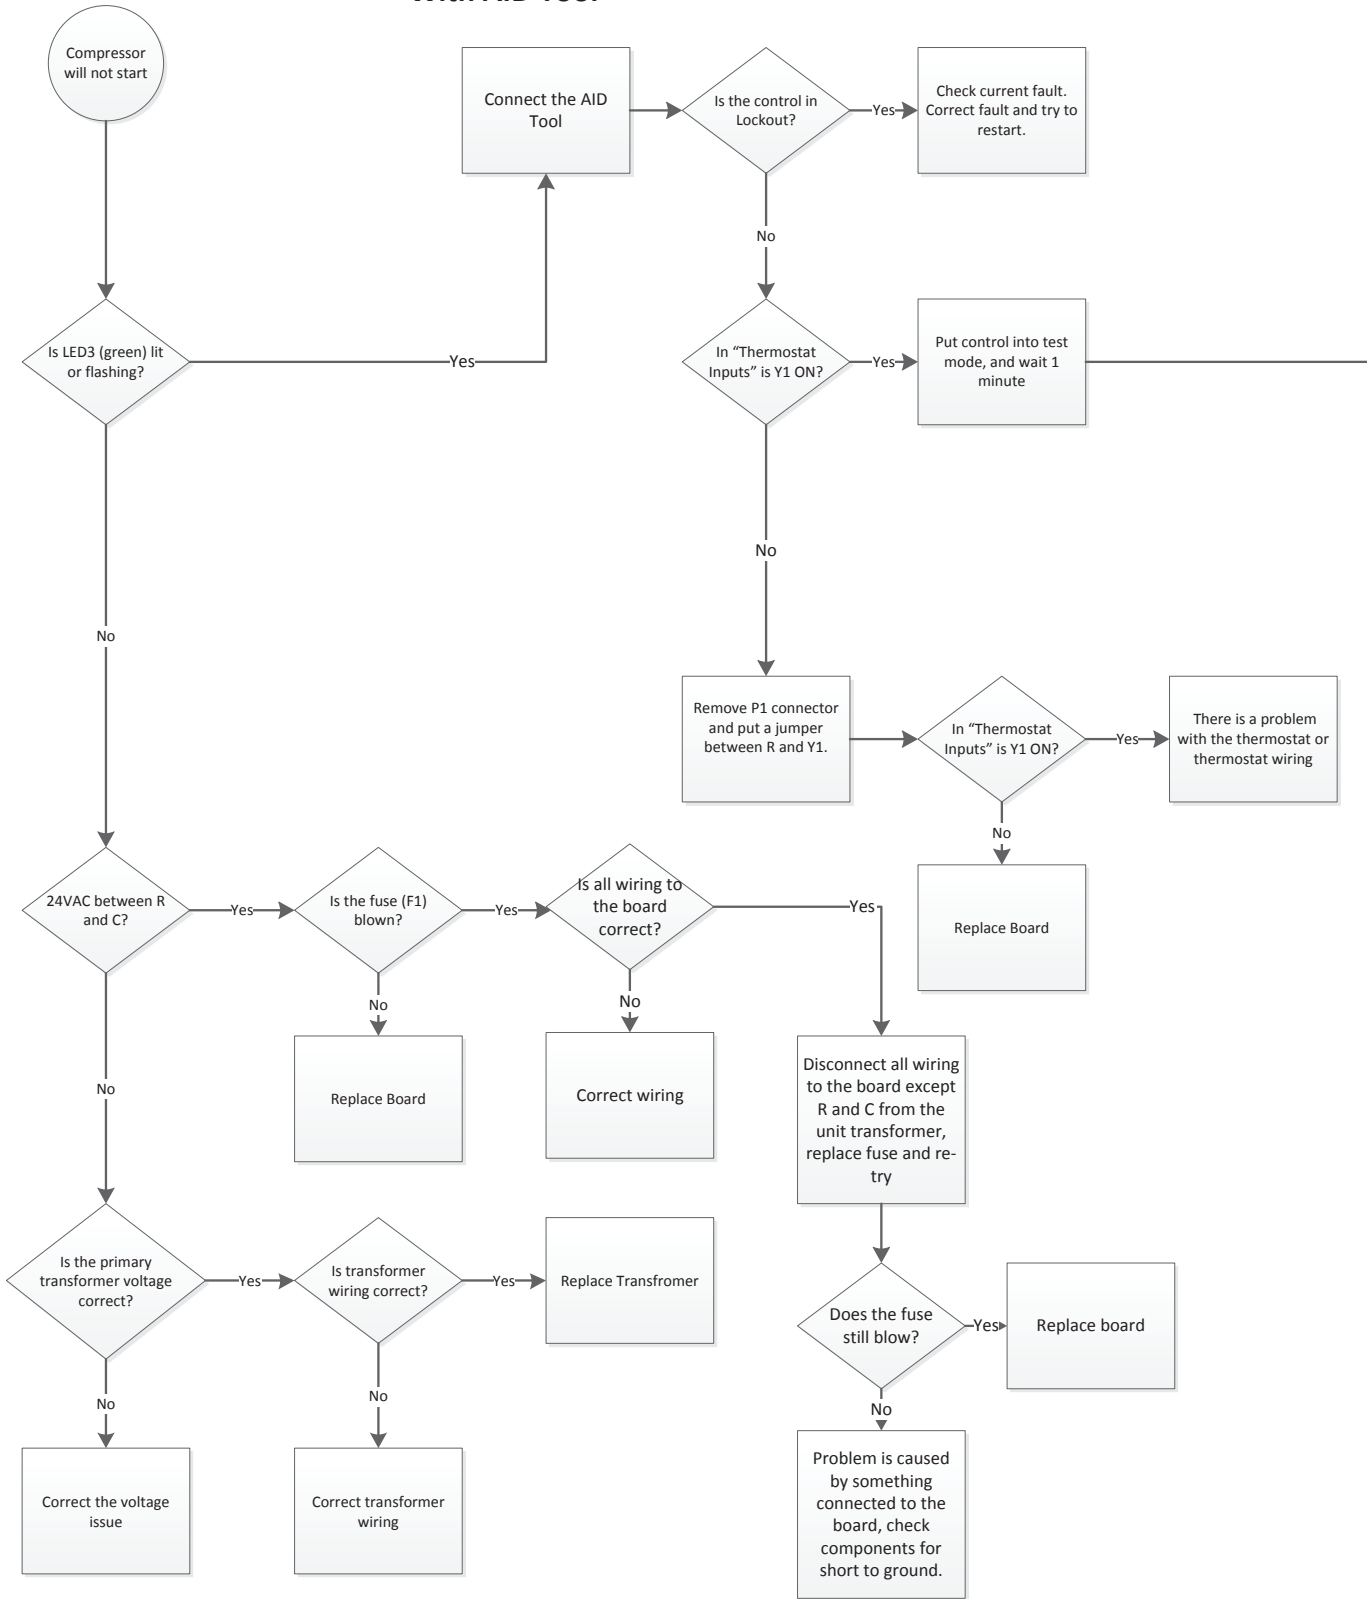 With AID Tool
Compressor
will not start
Connect the AID
Tool
Is the control in
Lockout?
Yes
Check current fault.
Correct fault and try to
restart.
No
Is LED3 (green) lit
or flashing?
Yes
In “Thermostat
Inputs” is Y1 ON?
Yes
Put control into test
mode, and wait 1
minute
No
No
Remove P1 connector
and put a jumper
between R and Y1.
In “Thermostat
Inputs” is Y1 ON?
Yes
There is a problem
with the thermostat or
thermostat wiring
No
Replace Board
24VAC between R
and C?
Yes
Is the fuse (F1)
blown?
Yes
Is all wiring to
the board
correct?
Yes
No
Replace Board
No
Correct wiring
Disconnect all wiring
to the board except
R and C from the
unit transformer,
replace fuse and re-
try
No
Is the primary
transformer voltage
correct?
Yes
Is transformer
wiring correct?
Yes
Replace Transfromer
Does the fuse
still blow?
Yes
Replace board
No
Correct the voltage
issue
No
Correct transformer
wiring
No
Problem is caused
by something
connected to the
board, check
components for
short to ground.